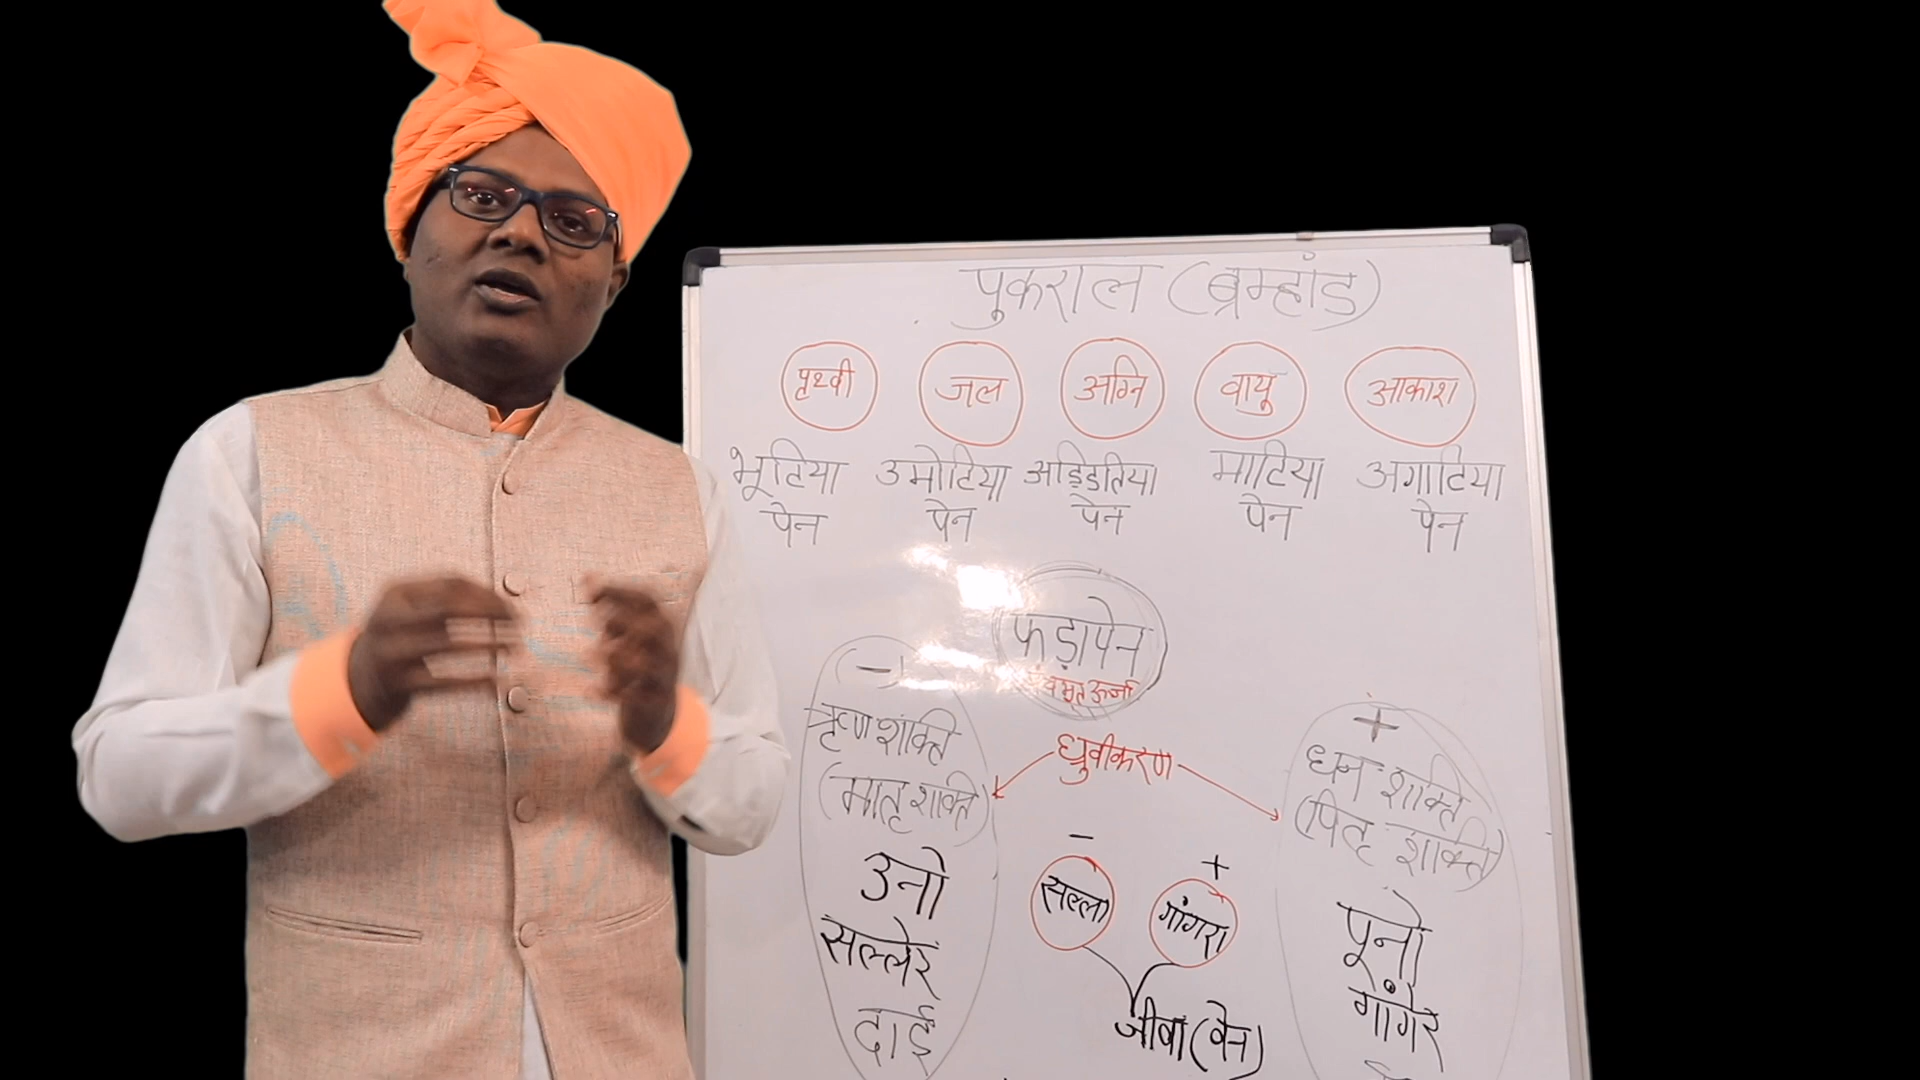 पुकराल (ब्रम्हांड)
पृथ्वी जल अग्नि वायु आकाश
भूटिया उमोटिया अड्डितिया माटिया अगाटिया
पेन पेन पेन पेन पेन
फड़ापेन
ऊर्जा
-
+
ऋण शक्ति
ध्रुवीकरण
धन शक्ति
(मातृ शक्ति)
(पितृ शक्ति)
- +
उनो
सल्ला गांगरा
पूनो
सल्लेर
गांगेरे
दाई
जीवा (वेन)